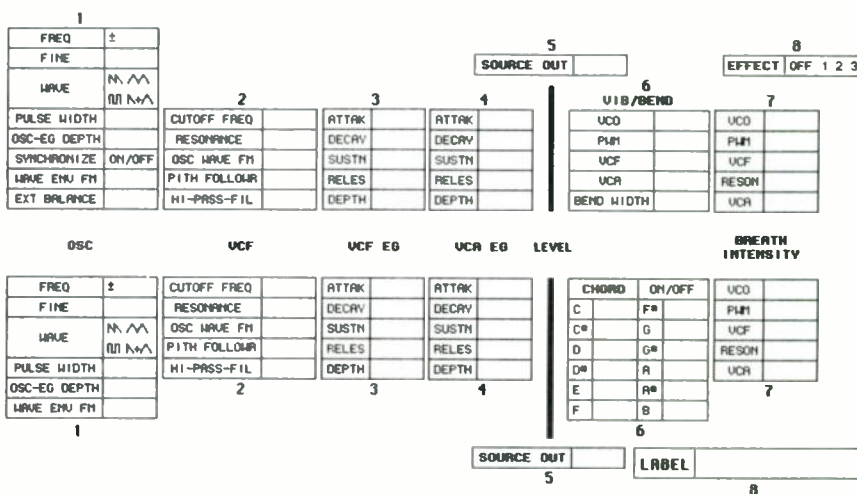 1
FREQ ±
FINE
WAVE
PULSE WIDTH
OSC-EG DEPTH
SYNCHRONIZE ON/OFF
WAVE ENV FM
EXT BALANCE
2
CUTOFF FREQ
RESONANCE
OSC WAVE FM
PITH FOLLOWR
HI-PASS-FIL
3
ATTAK
DECAY
SUSTN
RELES
DEPTH
4
ATTAK
DECAY
SUSTN
RELES
DEPTH
5
SOURCE OUT
6
VIB/BEND
VCO
PWM
VCF
VCA
BEND WIDTH
8
EFFECT OFF 1 2 3
7
VCO
PWM
VCF
RESON
VCA
OSC VCF VCF EG VCA EG LEVEL BREATH
INTENSITY
FREQ ±
FINE
WAVE
PULSE WIDTH
OSC-EG DEPTH
WAVE ENV FM
1
CUTOFF FREQ
RESONANCE
OSC WAVE FM
PITH FOLLOWR
HI-PASS-FIL
2
ATTAK
DECAY
SUSTN
RELES
DEPTH
3
ATTAK
DECAY
SUSTN
RELES
DEPTH
4
CHORD ON/OFF
C F#
C# G
D G#
D# A
E A#
F B
6
VCO
PWM
VCF
RESON
VCA
7
SOURCE OUT
5
LABEL
8